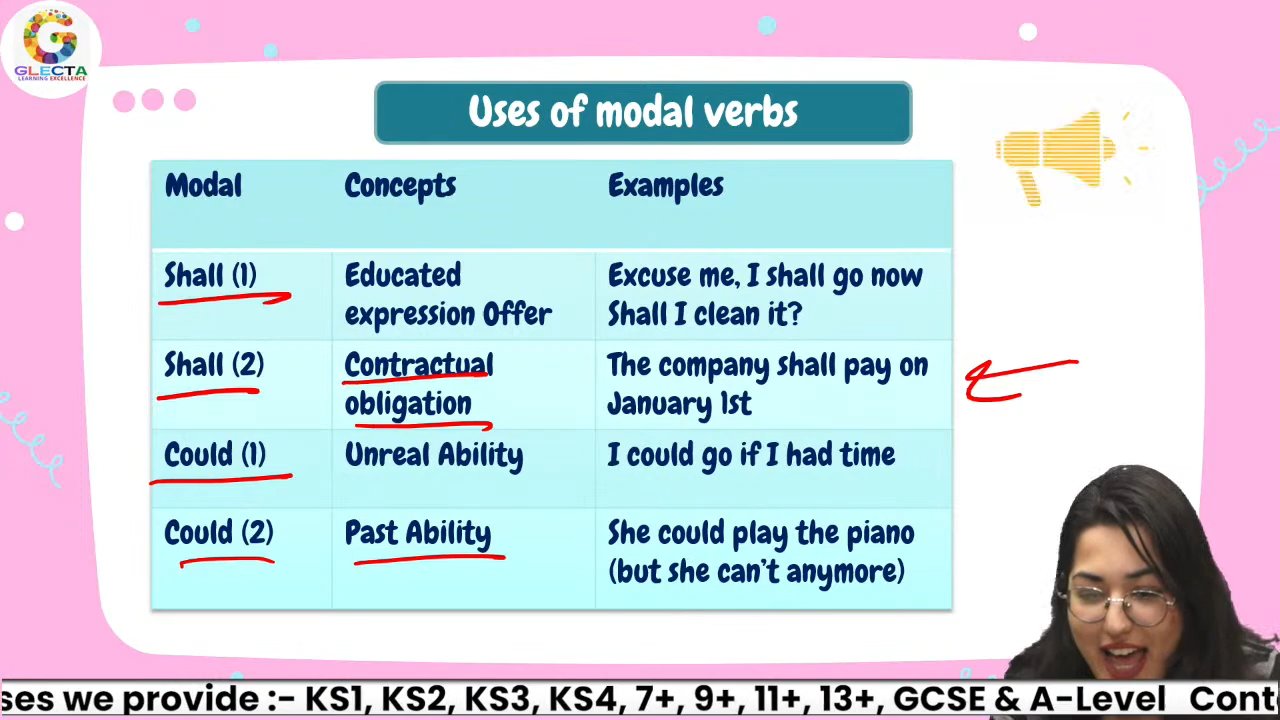 GLECTA
LEARNING EXCELLENCE
Uses of modal verbs
Modal Concepts Examples
Shall (1) Educated Excuse me, I shall go now
expression Offer Shall I clean it?
Shall (2) Contractual The company shall pay on
obligation January 1st
Could (1) Unreal Ability I could go if I had time
Could (2) Past Ability She could play the piano
(but she can't anymore)
ses we provide :- KS1, KS2, KS3, KS4, 7+, 9+, 11+, 13+, GCSE & A-Level Cont